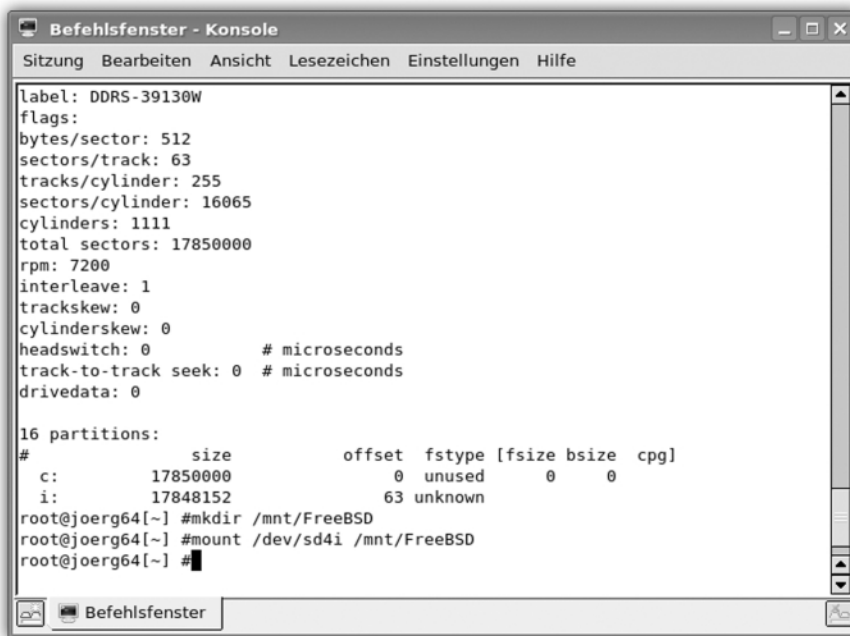 Befehlsfenster - Konsole
Sitzung Bearbeiten Ansicht Lesezeichen Einstellungen Hilfe
label: DDRS-39130W
flags:
bytes/sector: 512
sectors/track: 63
tracks/cylinder: 255
sectors/cylinder: 16065
cylinders: 1111
total sectors: 17850000
rpm: 7200
interleave: 1
trackskew: 0
cylinderskew: 0
headswitch: 0           # microseconds
track-to-track seek: 0  # microseconds
drivedata: 0
16 partitions:
#                size           offset  fstype [fsize bsize  cpg]
  c:         17850000                0  unused      0     0
  i:         17848152               63 unknown
root@joerg64[~] #mkdir /mnt/FreeBSD
root@joerg64[~] #mount /dev/sd4i /mnt/FreeBSD
root@joerg64[~] #
Befehlsfenster